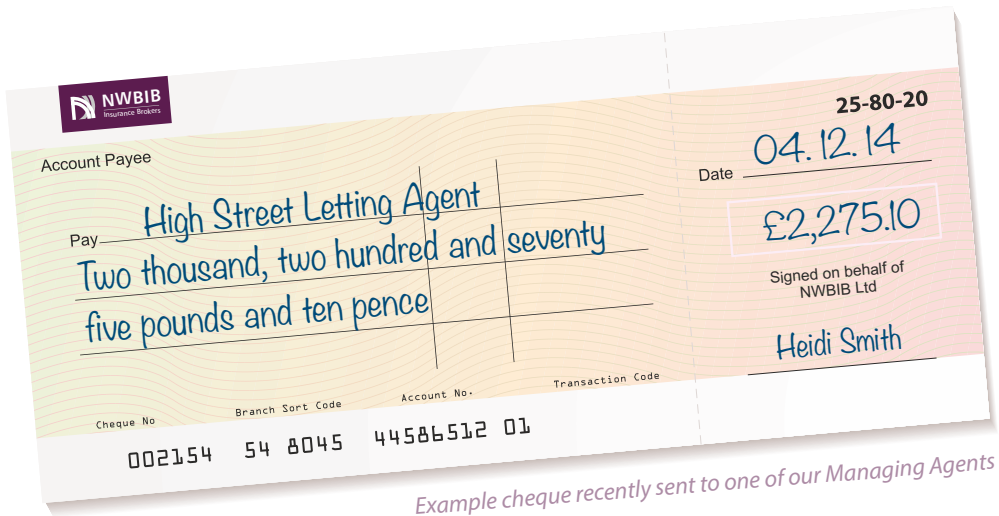 NWBIB
Insurance Brokers
25-80-20
Account Payee
Date 04.12.14
Pay High Street Letting Agent
£2,275.10
Two thousand, two hundred and seventy
five pounds and ten pence
Signed on behalf of
NWBIB Ltd
Heidi Smith
Cheque No Branch Sort Code Account No. Transaction Code
002154 54 8045 44586512 01
Example cheque recently sent to one of our Managing Agents